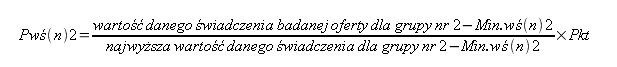 Pwś(n)2 = wartość danego świadczenia badanej oferty dla grupy nr 2 − Min.wś(n)2
najwyższa wartość danego świadczenia dla grupy nr 2 − Min.wś(n)2 × Pkt